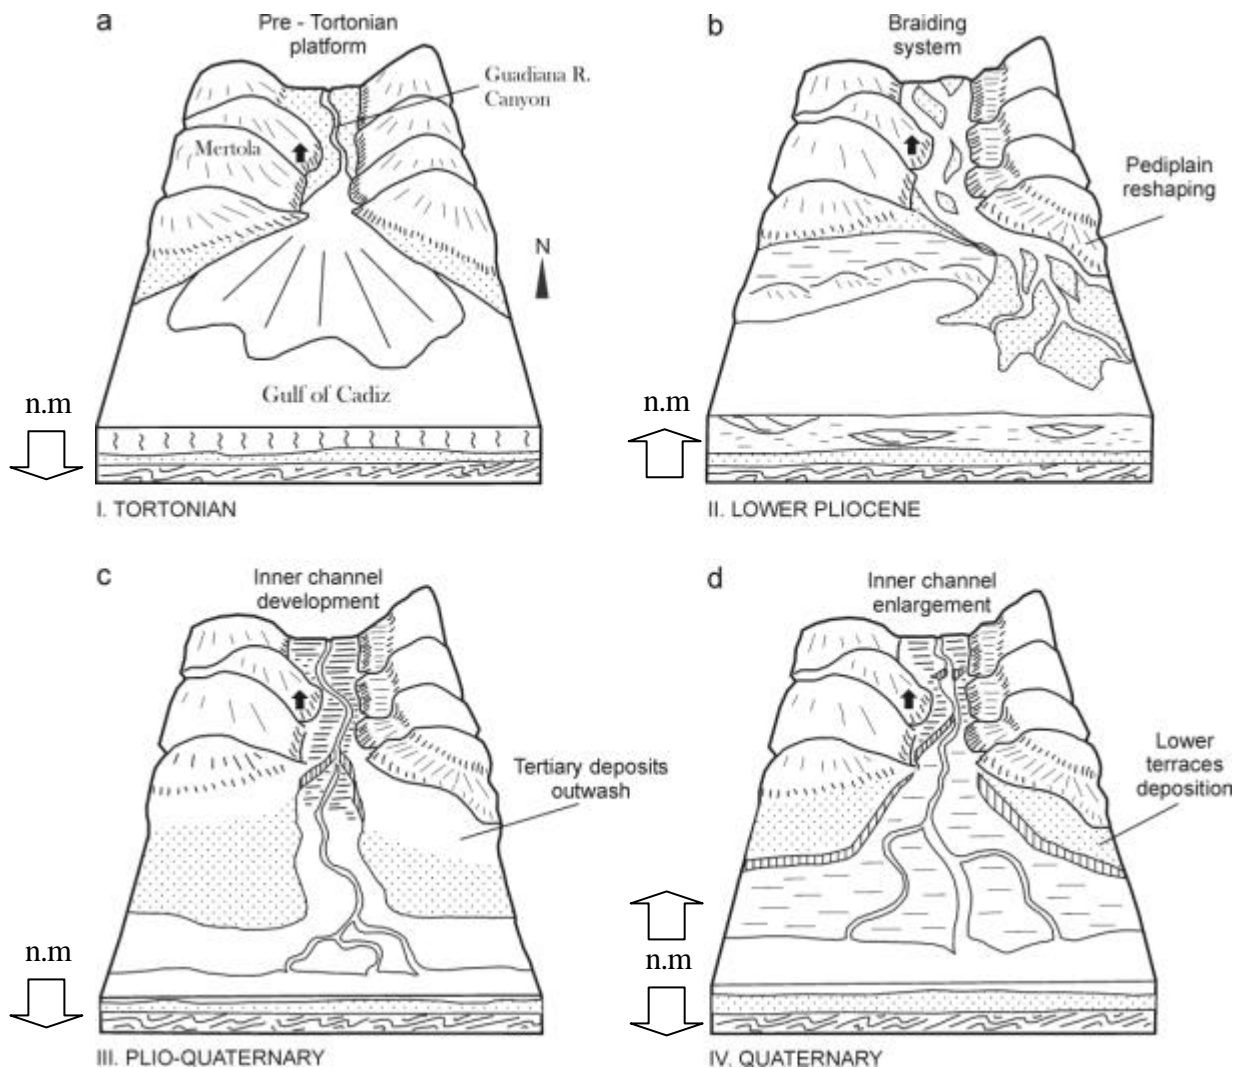 a
Pre - Tortonian
platform
Guadiana R.
Canyon
Mertola
N
Gulf of Cadiz
n.m
I. TORTONIAN
b
Braiding
system
Pediplain
reshaping
n.m
II. LOWER PLIOCENE
c
Inner channel
development
Tertiary deposits
outwash
n.m
III. PLIO-QUATERNARY
d
Inner channel
enlargement
Lower
terraces
deposition
n.m
IV. QUATERNARY